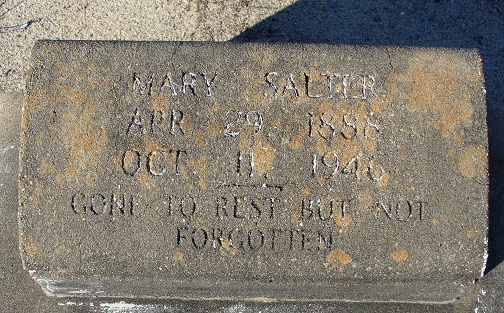 MARY SALTER
APR 29, 1888
OCT. 11, 1946
GONE TO REST BUT NOT
FORGOTTEN